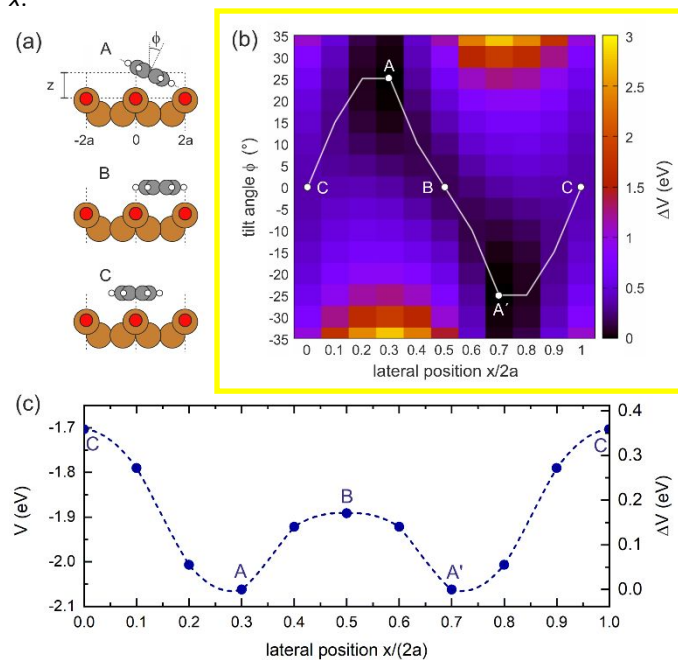 x.
(a)
A
ϕ
z
-2a 0 2a
B
C
(b)
tilt angle ϕ (°)
35
30
25
20
15
10
5
0
-5
-10
-15
-20
-25
-30
-35
A
C
B
C
A´
0 0.1 0.2 0.3 0.4 0.5 0.6 0.7 0.8 0.9 1
lateral position x/2a
3
2.5
2
1.5
1
0.5
0
ΔV (eV)
(c)
V (eV)
-1.7
-1.8
-1.9
-2.0
-2.1
C
A
B
A'
C
0.4
0.3
0.2
0.1
0.0
ΔV (eV)
0.0 0.1 0.2 0.3 0.4 0.5 0.6 0.7 0.8 0.9 1.0
lateral position x/(2a)